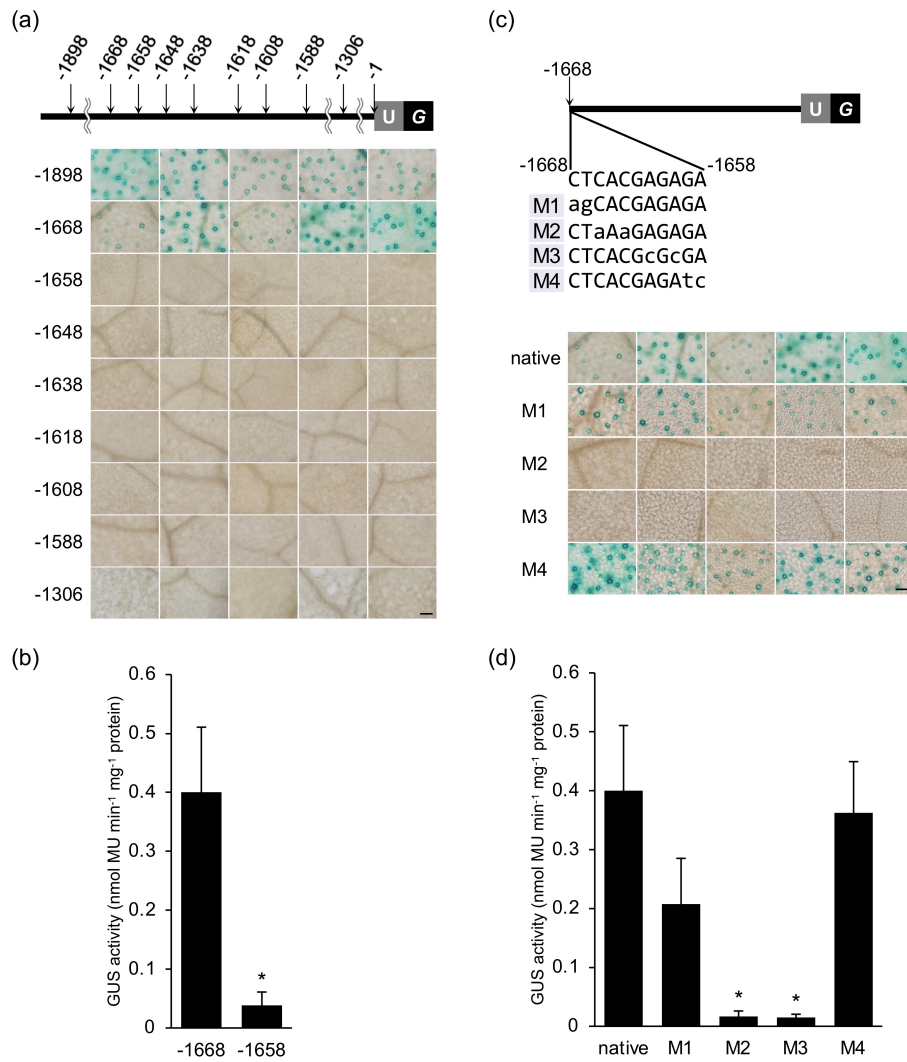 (a)
-1898 -1668 -1658 -1648 -1638 -1618 -1608 -1588 -1306 -1
U G
-1898
-1668
-1658
-1648
-1638
-1618
-1608
-1588
-1306
(b)
GUS activity (nmol MU min⁻¹ mg⁻¹ protein)
0.6
0.5
0.4
0.3
0.2
0.1
0
*
-1668 -1658
(c)
-1668
U G
-1668 -1658
CTCACGAGAGA
M1 agCACGAGAGA
M2 CTaAaGAGAGA
M3 CTCACGcGcGA
M4 CTCACGAGAtc
native
M1
M2
M3
M4
(d)
GUS activity (nmol MU min⁻¹ mg⁻¹ protein)
0.6
0.5
0.4
0.3
0.2
0.1
0
* *
native M1 M2 M3 M4